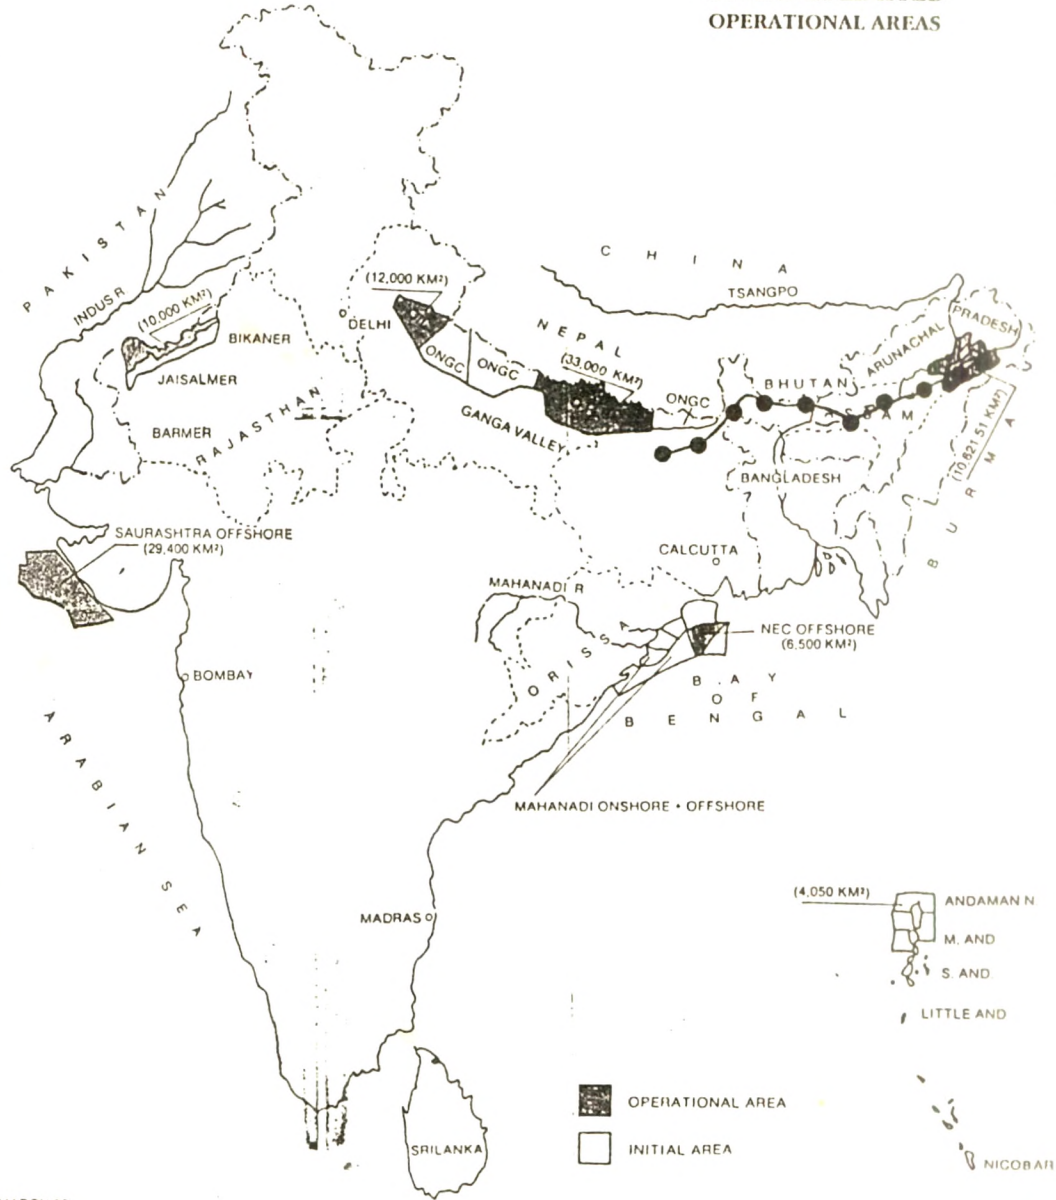 OPERATIONAL AREAS
PAKISTAN
INDUS R
(10,000 KM²)
BIKANER
JAISALMER
BARMER
RAJASTHAN
(12,000 KM²)
DELHI
ONGC
ONGC
GANGA VALLEY
NEPAL
(33,000 KM²)
ONGC
CHINA
TSANGPO
BHUTAN
ARUNACHAL
PRADESH
SSAM
(10,621 51 KM²)
BURMA
BANGLADESH
SAURASHTRA OFFSHORE
(29,400 KM²)
CALCUTTA
MAHANADI R
ORISSA
NEC OFFSHORE
(6,500 KM²)
BAY
OF
BENGAL
BOMBAY
ARABIAN SEA
MAHANADI ONSHORE • OFFSHORE
MADRAS
(4,050 KM²)
ANDAMAN N
M. AND
S. AND
LITTLE AND
NICOBAR
SRILANKA
OPERATIONAL AREA
INITIAL AREA